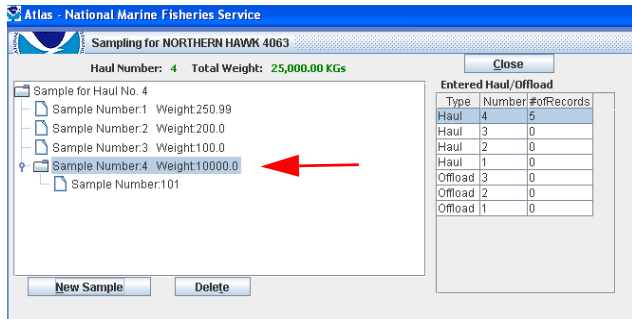 Atlas - National Marine Fisheries Service
Sampling for NORTHERN HAWK 4063
Haul Number: 4 Total Weight: 25,000.00 KGs
Close
Sample for Haul No. 4
Sample Number:1 Weight:250.99
Sample Number:2 Weight:200.0
Sample Number:3 Weight:100.0
Sample Number:4 Weight:10000.0
Sample Number:101
New Sample
Delete
Entered Haul/Offload
Type Number #ofRecords
Haul 4 5
Haul 3 0
Haul 2 0
Haul 1 0
Offload 3 0
Offload 2 0
Offload 1 0